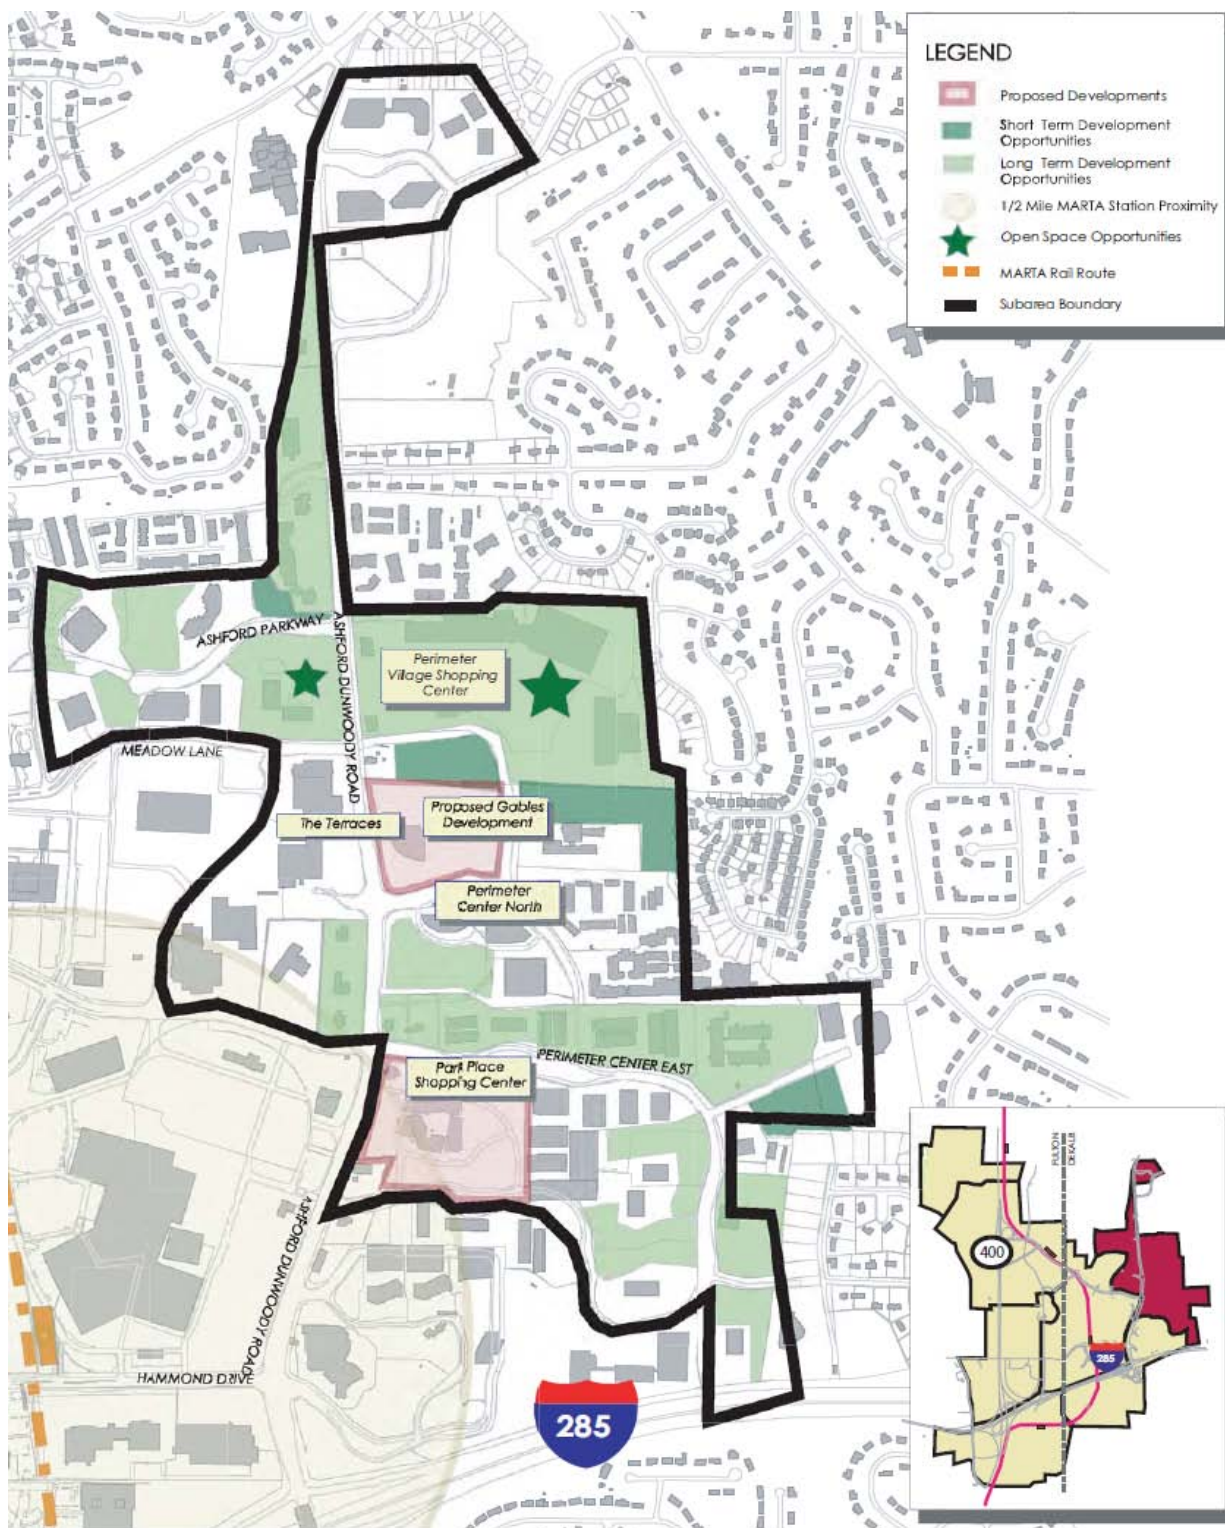 LEGEND
Proposed Developments
Short Term Development
Opportunities
Long Term Development
Opportunities
1/2 Mile MARTA Station Proximity
Open Space Opportunities
MARTA Rail Route
Subarea Boundary
ASHFORD PARKWAY
ASHFORD DUNWOODY ROAD
Perimeter
Village Shopping
Center
MEADOW LANE
The Terraces
Proposed Gables
Development
Perimeter
Center North
Park Place
Shopping Center
PERIMETER CENTER EAST
ASHFORD DUNWOODY ROAD
HAMMOND DRIVE
285
FULTON
DEKALB
400
285